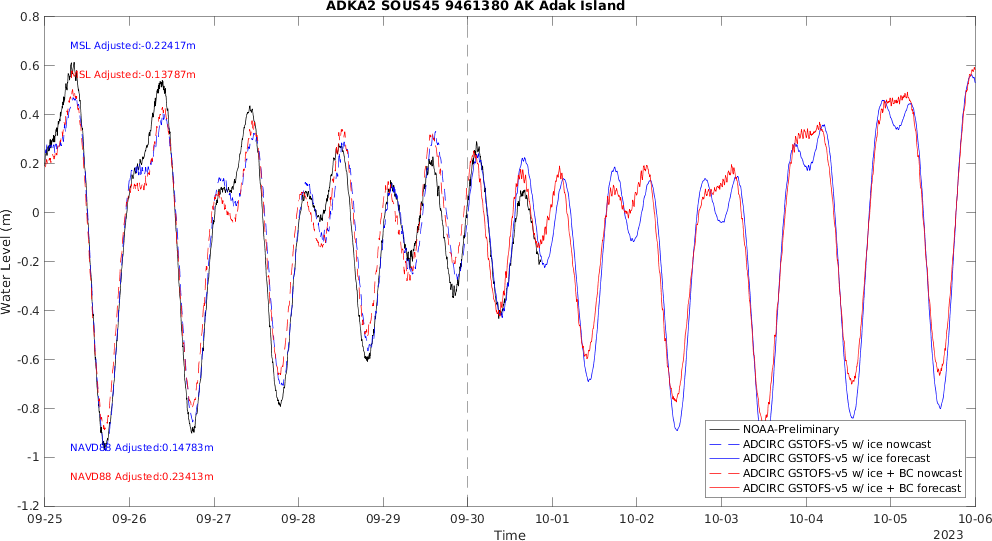 ADKA2 SOUS45 9461380 AK Adak Island
0.8
0.6
0.4
0.2
0
-0.2
-0.4
-0.6
-0.8
-1
-1.2
Water Level (m)
MSL Adjusted:-0.22417m
MSL Adjusted:-0.13787m
NAVD88 Adjusted:0.14783m
NAVD88 Adjusted:0.23413m
NOAA-Preliminary
ADCIRC GSTOFS-v5 w/ ice nowcast
ADCIRC GSTOFS-v5 w/ ice forecast
ADCIRC GSTOFS-v5 w/ ice + BC nowcast
ADCIRC GSTOFS-v5 w/ ice + BC forecast
09-25 09-26 09-27 09-28 09-29 09-30 10-01 10-02 10-03 10-04 10-05 10-06
Time
2023